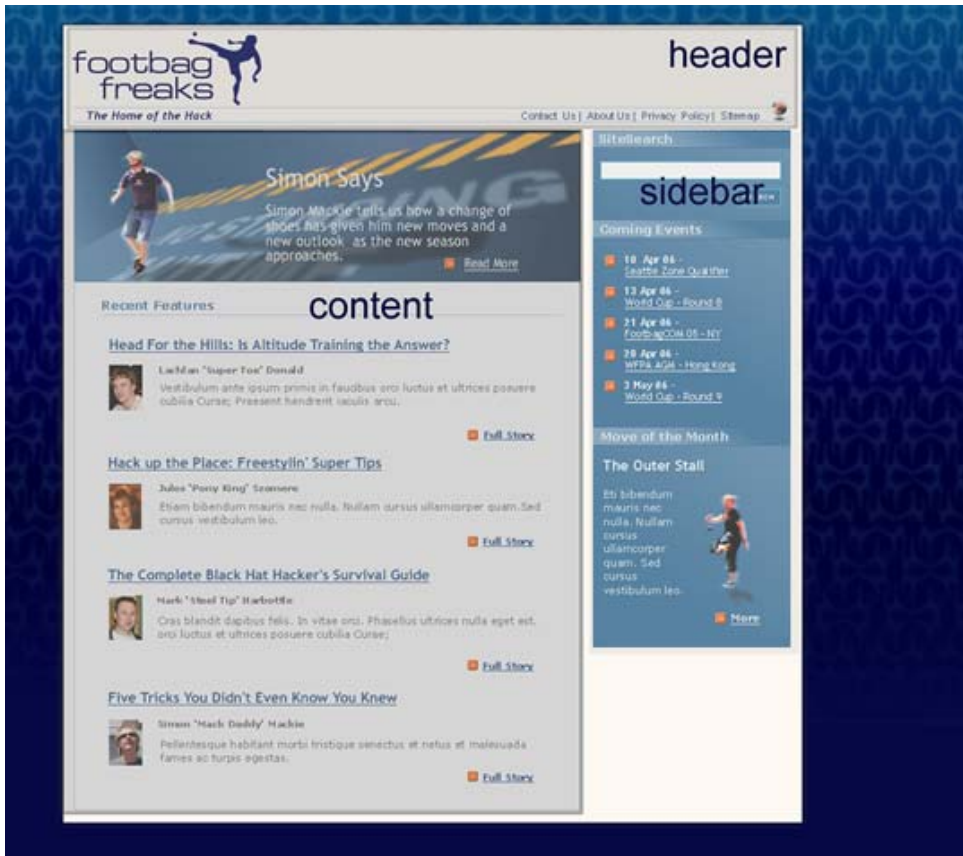 footbag
freaks
header
The Home of the Hack
Contact Us | About Us | Privacy Policy | Sitemap
Simon Says
Simon Mackie tells us how a change of
shoes has given him new moves and a
new outlook as the new season
approaches.
Read More
content
Recent Features
Head For the Hills: Is Altitude Training the Answer?
Lachlan 'Super Toe' Donald
Vestibulum ante ipsum primis in faucibus orci luctus et ultrices posuere
cubilia Curae; Praesent hendrerit iaculis arcu.
Full Story
Hack up the Place: Freestylin' Super Tips
Jules 'Pony King' Szemere
Etiam bibendum mauris nec nulla. Nullam cursus ullamcorper quam. Sed
cursus vestibulum leo.
Full Story
The Complete Black Hat Hacker's Survival Guide
Mark 'Steel Tip' Harbottle
Cras blandit dapibus felis. In vitae orci. Phasellus ultrices nulla eget est.
orci luctus et ultrices posuere cubilia Curae;
Full Story
Five Tricks You Didn't Even Know You Knew
Simon 'Mack Daddy' Mackie
Pellentesque habitant morbi tristique senectus et netus et malesuada
fames ac turpis egestas.
Full Story
SiteSearch
sidebar
Coming Events
10 Apr 06 -
Seattle Zone Qualifier
13 Apr 06 -
World Cup - Round 8
21 Apr 06 -
FootbagCON 05 - NY
28 Apr 06 -
WFPA AGM - Hong Kong
3 May 06 -
World Cup - Round 9
Move of the Month
The Outer Stall
Eti bibendum
mauris nec
nulla. Nullam
cursus
ullamcorper
quam. Sed
cursus
vestibulum leo.
More